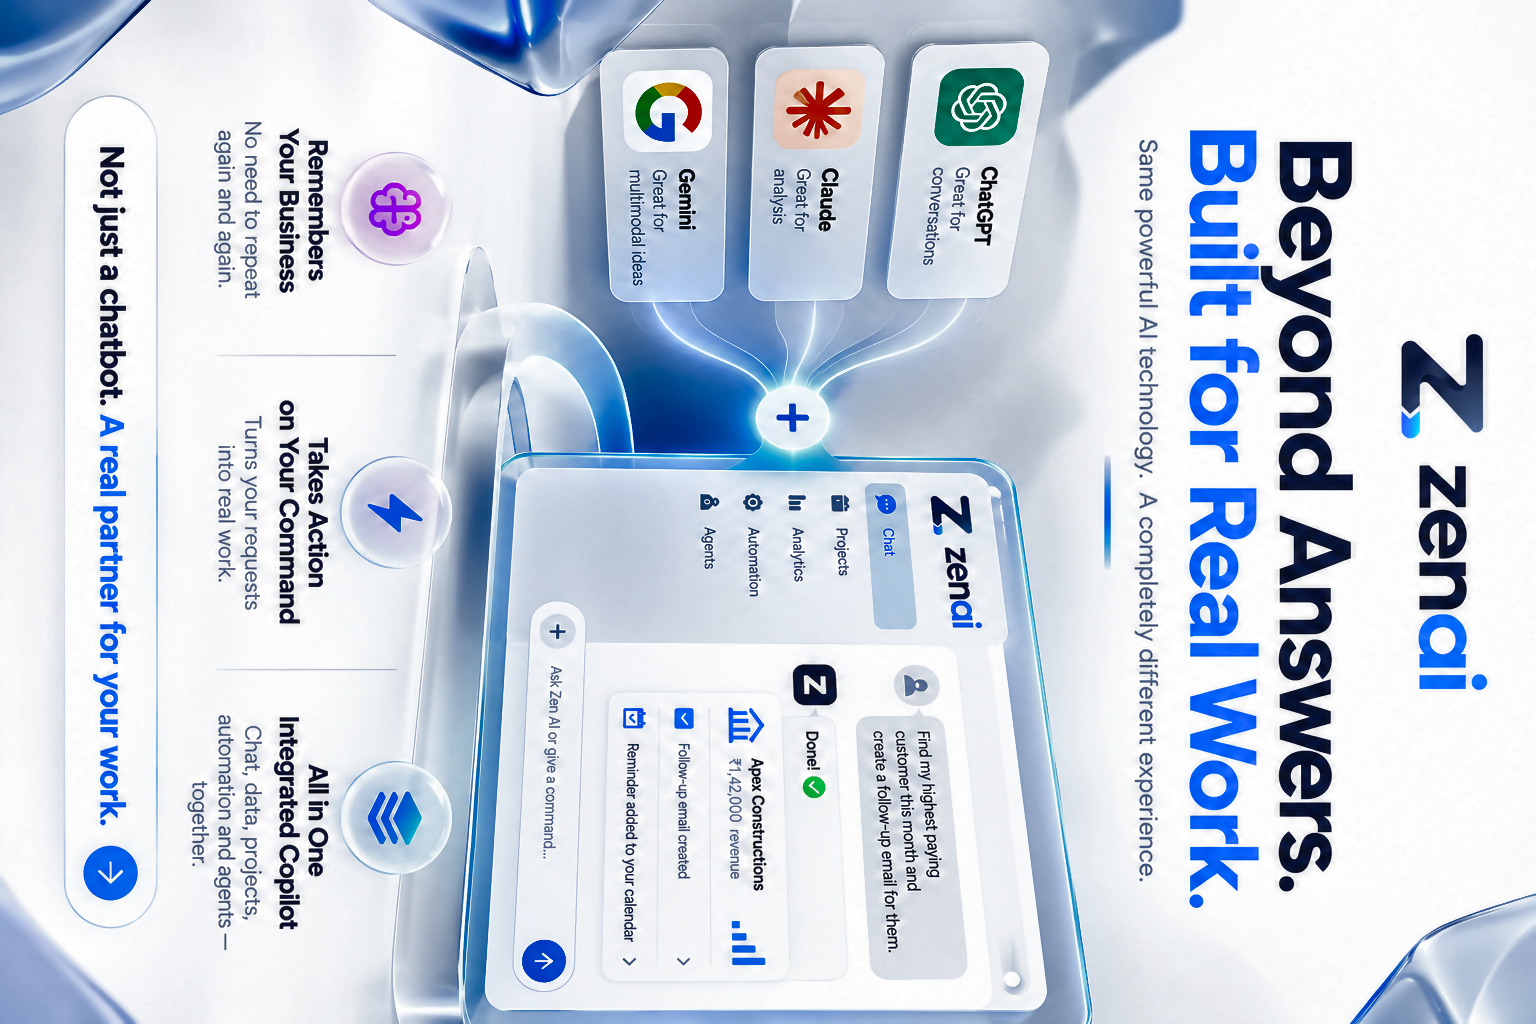 zenai
Beyond Answers.
Built for Real Work.
Same powerful AI technology. A completely different experience.
ChatGPT
Great for
conversations
Claude
Great for
analysis
Gemini
Great for
multimodal ideas
zenai
Chat
Projects
Analytics
Automation
Agents
Find my highest paying
customer this month and
create a follow-up email for them.
Done!
Apex Constructions
₹1,42,000 revenue
Follow-up email created
Reminder added to your calendar
Ask Zen AI or give a command...
Remembers
Your Business
No need to repeat
again and again.
Takes Action
on Your Command
Turns your requests
into real work.
All in One
Integrated Copilot
Chat, data, projects,
automation and agents —
together.
Not just a chatbot. A real partner for your work.